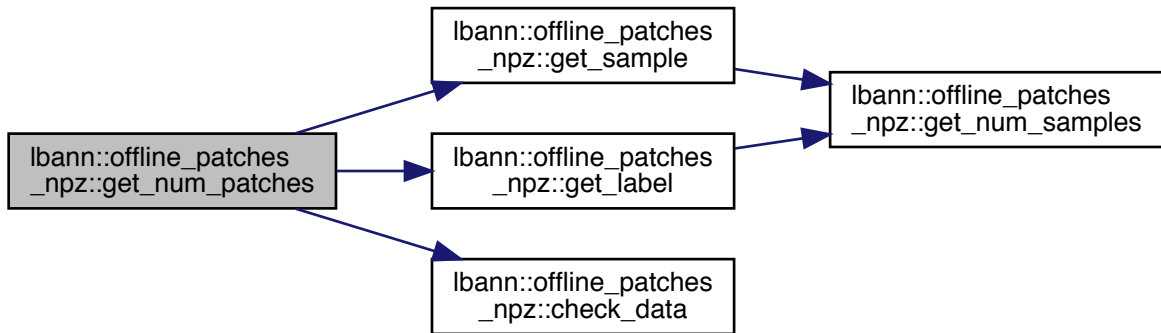 lbann::offline_patches
_npz::get_num_patches
lbann::offline_patches
_npz::get_sample
lbann::offline_patches
_npz::get_label
lbann::offline_patches
_npz::check_data
lbann::offline_patches
_npz::get_num_samples